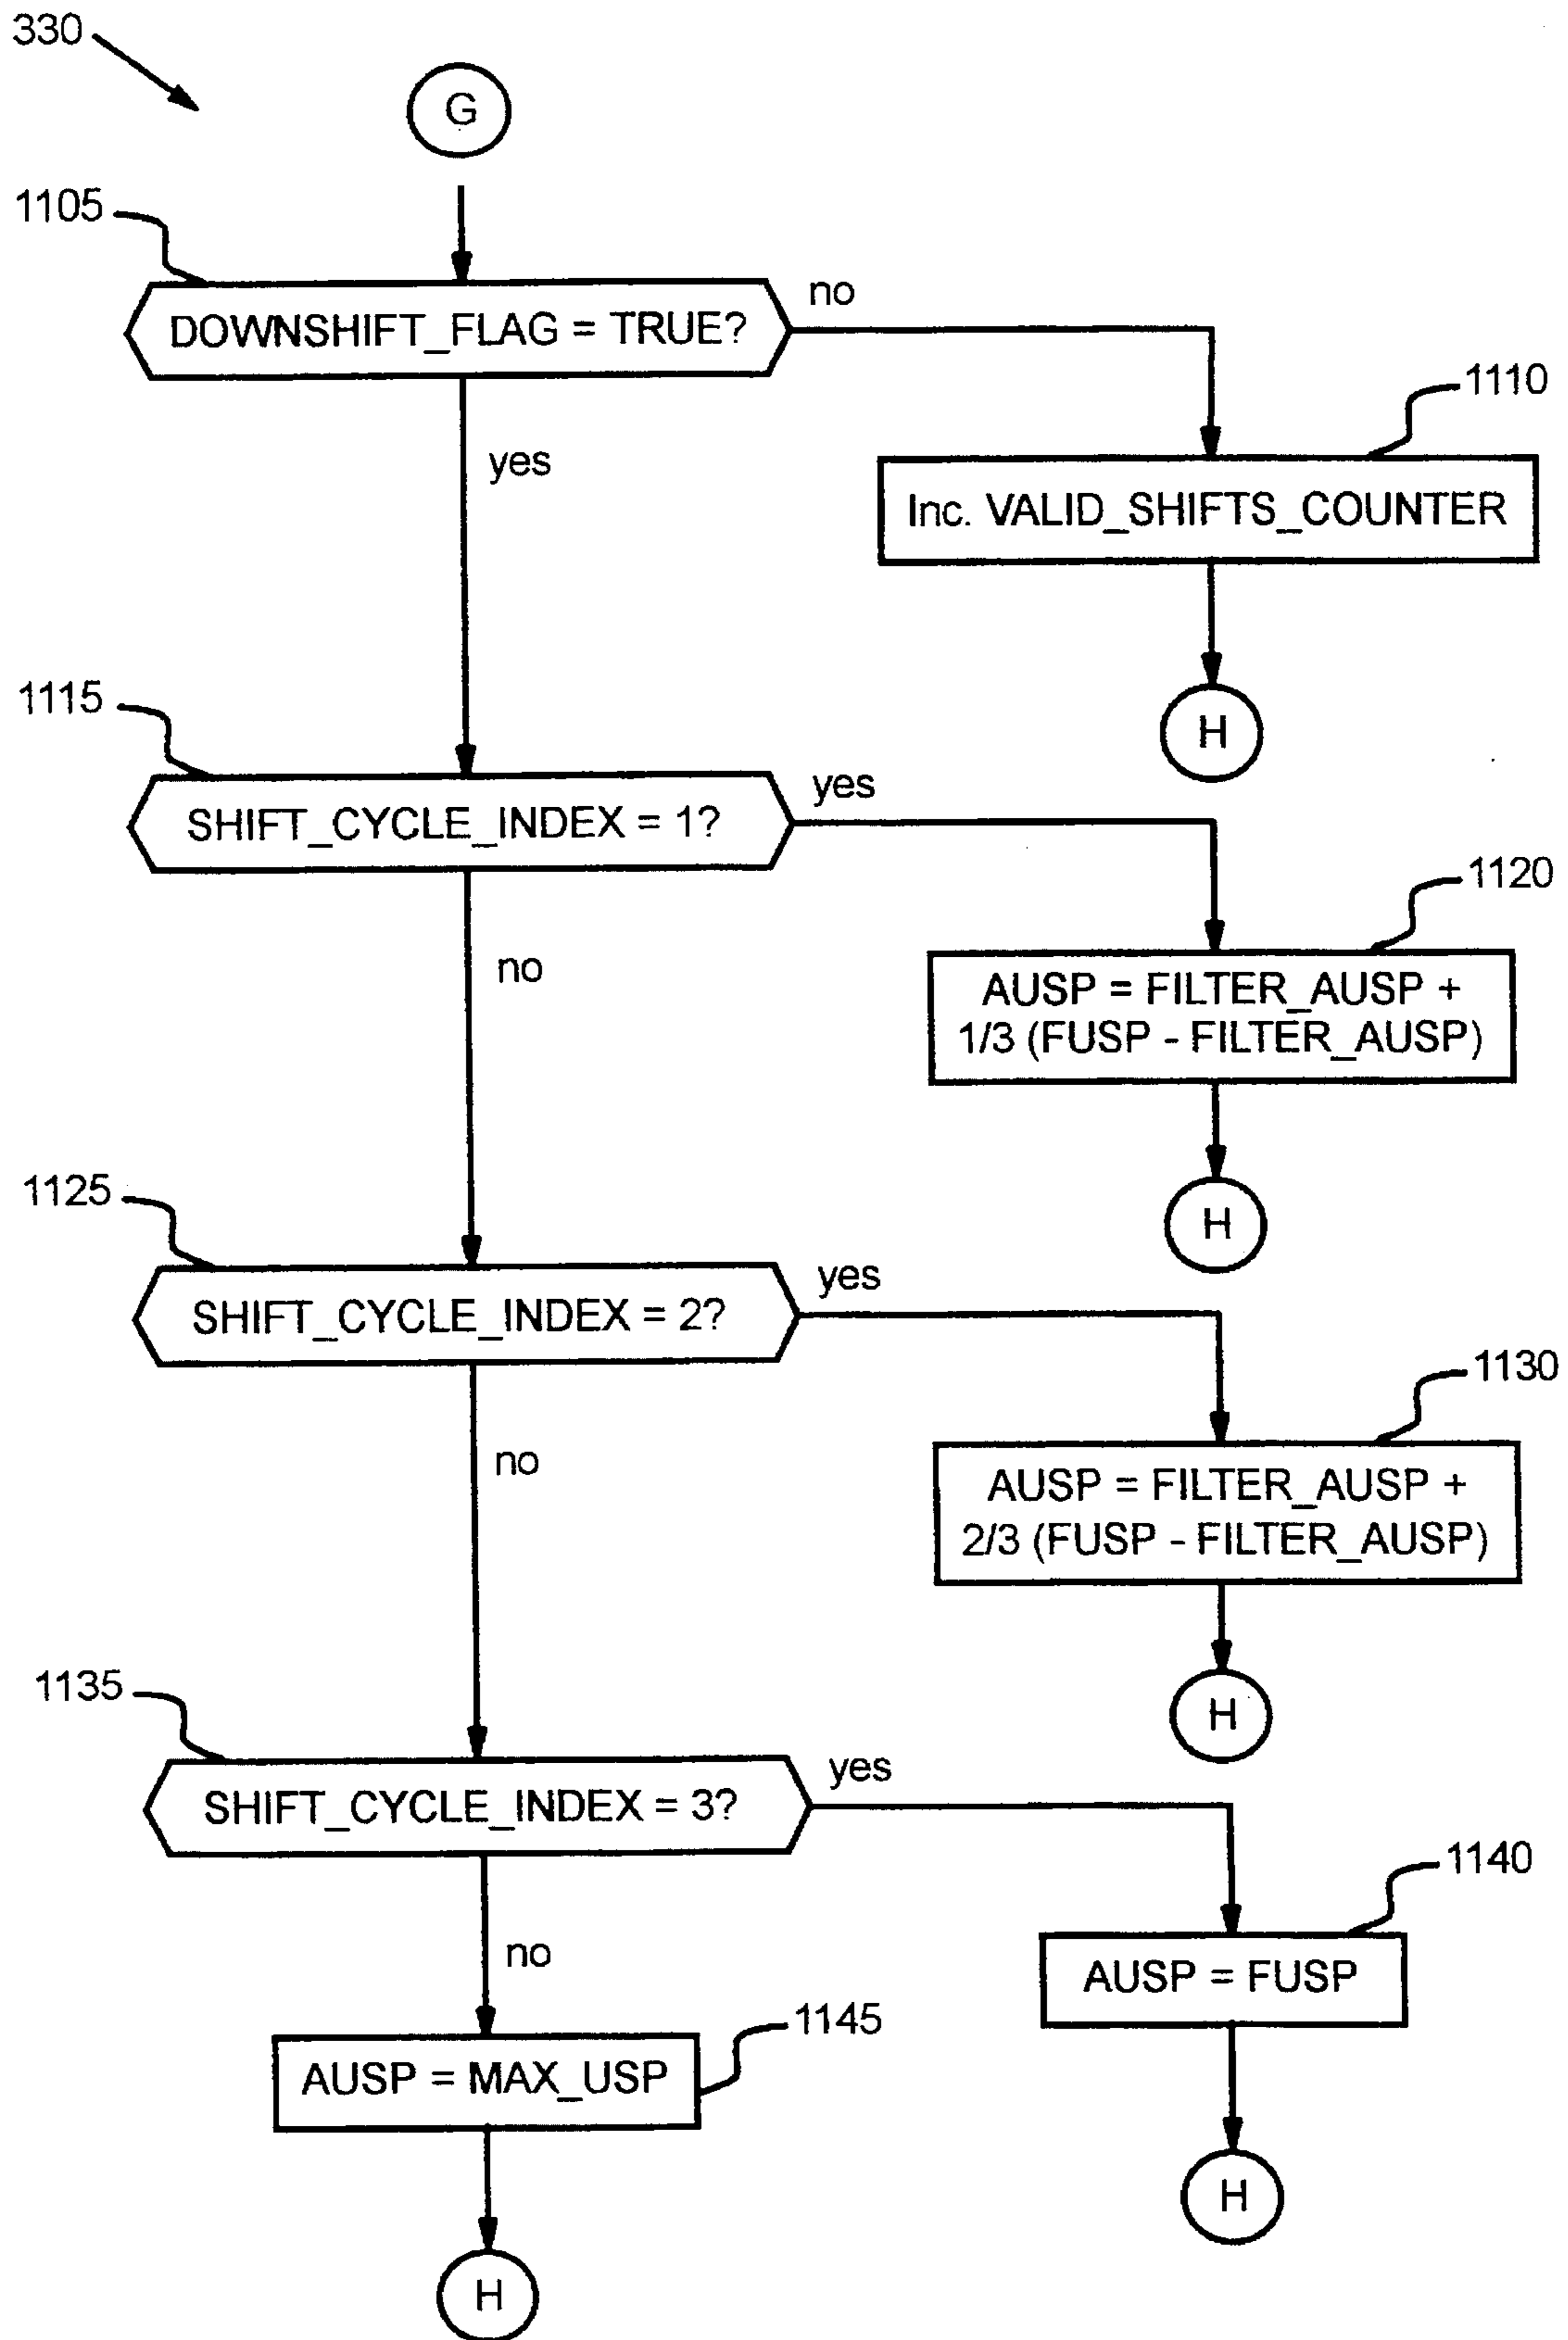 330
G
1105
DOWNSHIFT_FLAG = TRUE?
no
yes
1110
Inc. VALID_SHIFTS_COUNTER
H
1115
SHIFT_CYCLE_INDEX = 1?
yes
no
1120
AUSP = FILTER_AUSP +
1/3 (FUSP - FILTER_AUSP)
H
1125
SHIFT_CYCLE_INDEX = 2?
yes
no
1130
AUSP = FILTER_AUSP +
2/3 (FUSP - FILTER_AUSP)
H
1135
SHIFT_CYCLE_INDEX = 3?
yes
no
1140
AUSP = FUSP
H
1145
AUSP = MAX_USP
H